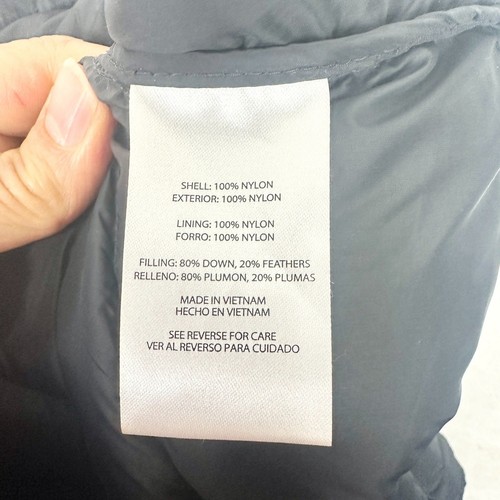 SHELL: 100% NYLON
EXTERIOR: 100% NYLON
LINING: 100% NYLON
FORRO: 100% NYLON
FILLING: 80% DOWN, 20% FEATHERS
RELLENO: 80% PLUMON, 20% PLUMAS
MADE IN VIETNAM
HECHO EN VIETNAM
SEE REVERSE FOR CARE
VER AL REVERSO PARA CUIDADO